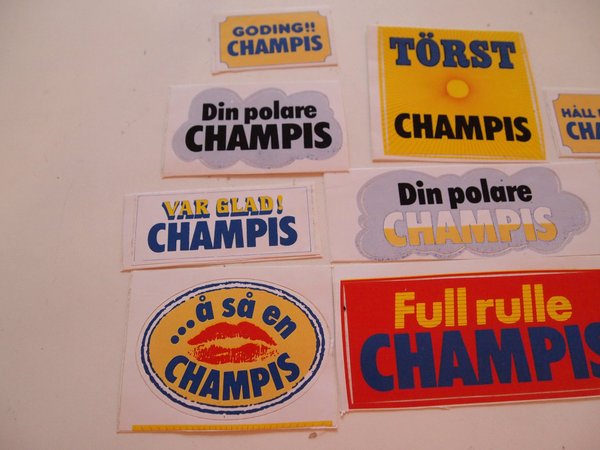 GODING!!
CHAMPIS
TÖRST
CHAMPIS
Din polare
CHAMPIS
HÅLL
VAR GLAD!
CHAMPIS
Din polare
CHAMPIS
...å så en
CHAMPIS
Full rulle
CHAMPIS